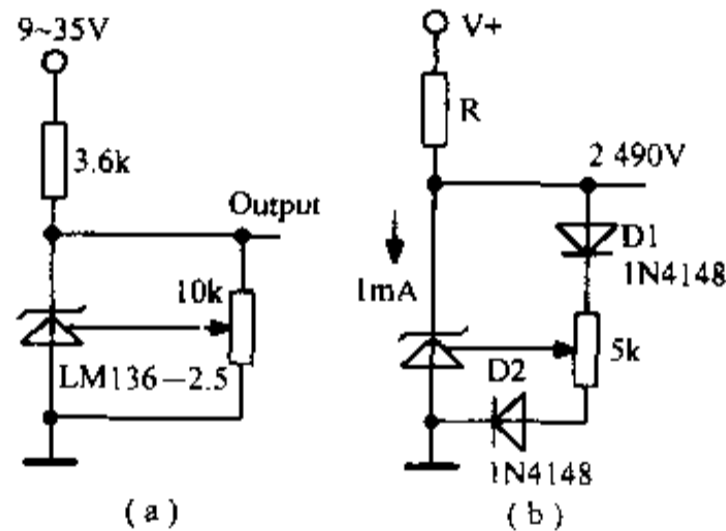 9~35V
3.6k
Output
10k
LM136-2.5
(a)
V+
R
2 490V
1mA
D1
1N4148
5k
D2
1N4148
(b)